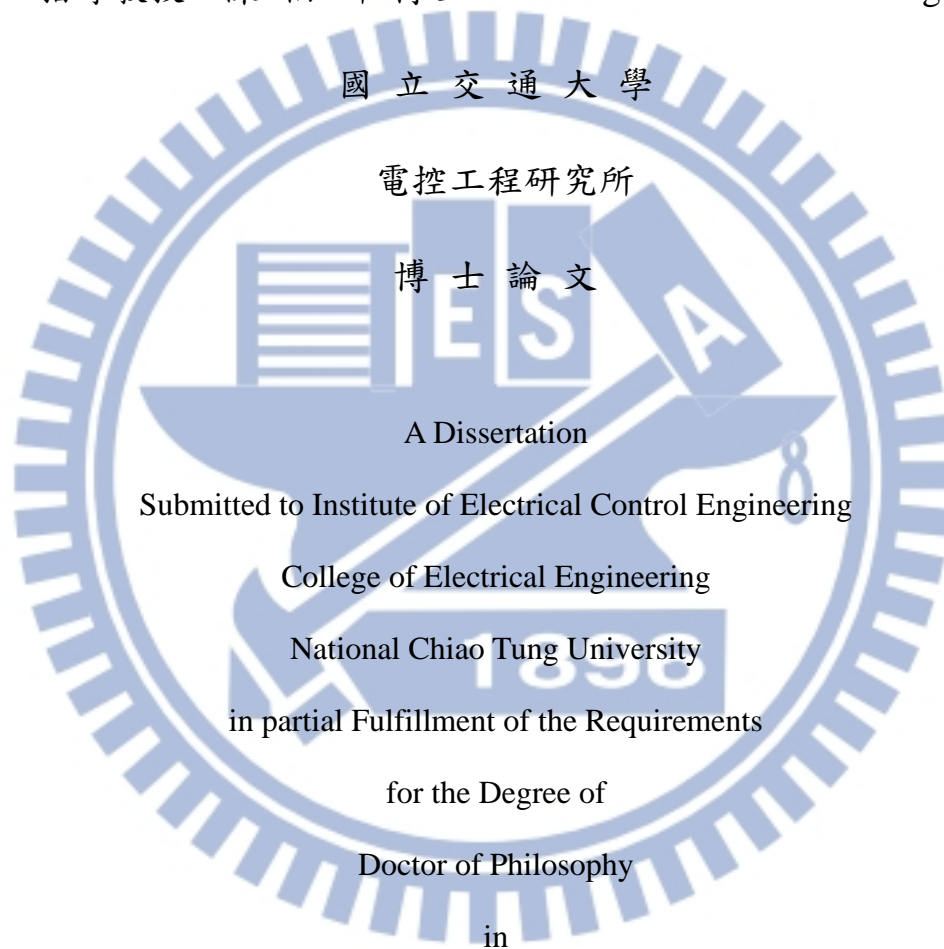 國 立 交 通 大 學
電控工程研究所
博 士 論 文
E S A
A Dissertation
Submitted to Institute of Electrical Control Engineering
College of Electrical Engineering
National Chiao Tung University
1896
in partial Fulfillment of the Requirements
for the Degree of
Doctor of Philosophy
in